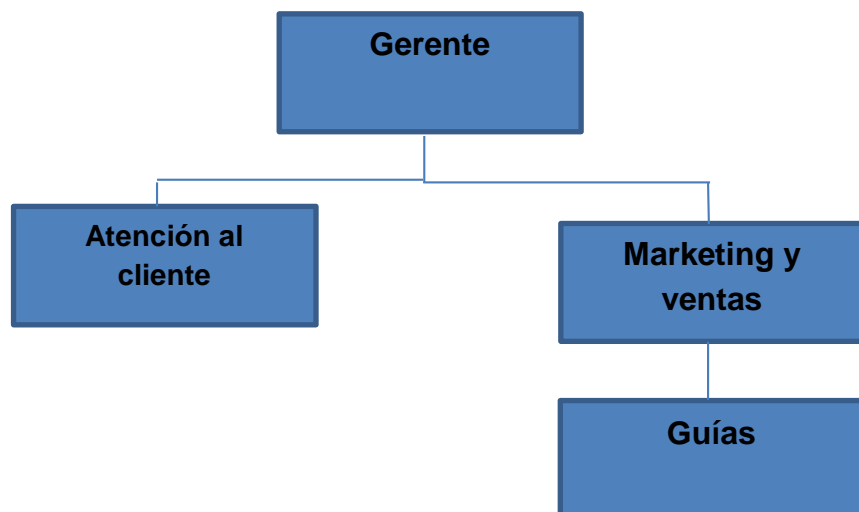 Gerente
Atención al
cliente
Marketing y
ventas
Guías